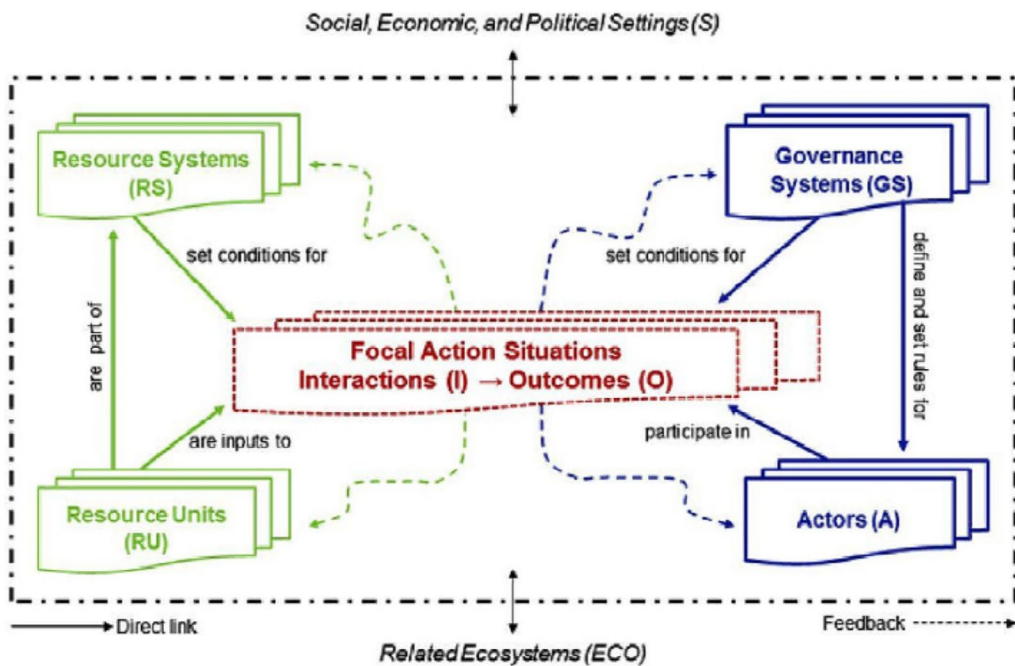 Social, Economic, and Political Settings (S)
Resource Systems
(RS)
Governance
Systems (GS)
set conditions for
set conditions for
are part of
define and set rules for
Focal Action Situations
Interactions (I) → Outcomes (O)
are inputs to
participate in
Resource Units
(RU)
Actors (A)
Direct link
Feedback
Related Ecosystems (ECO)